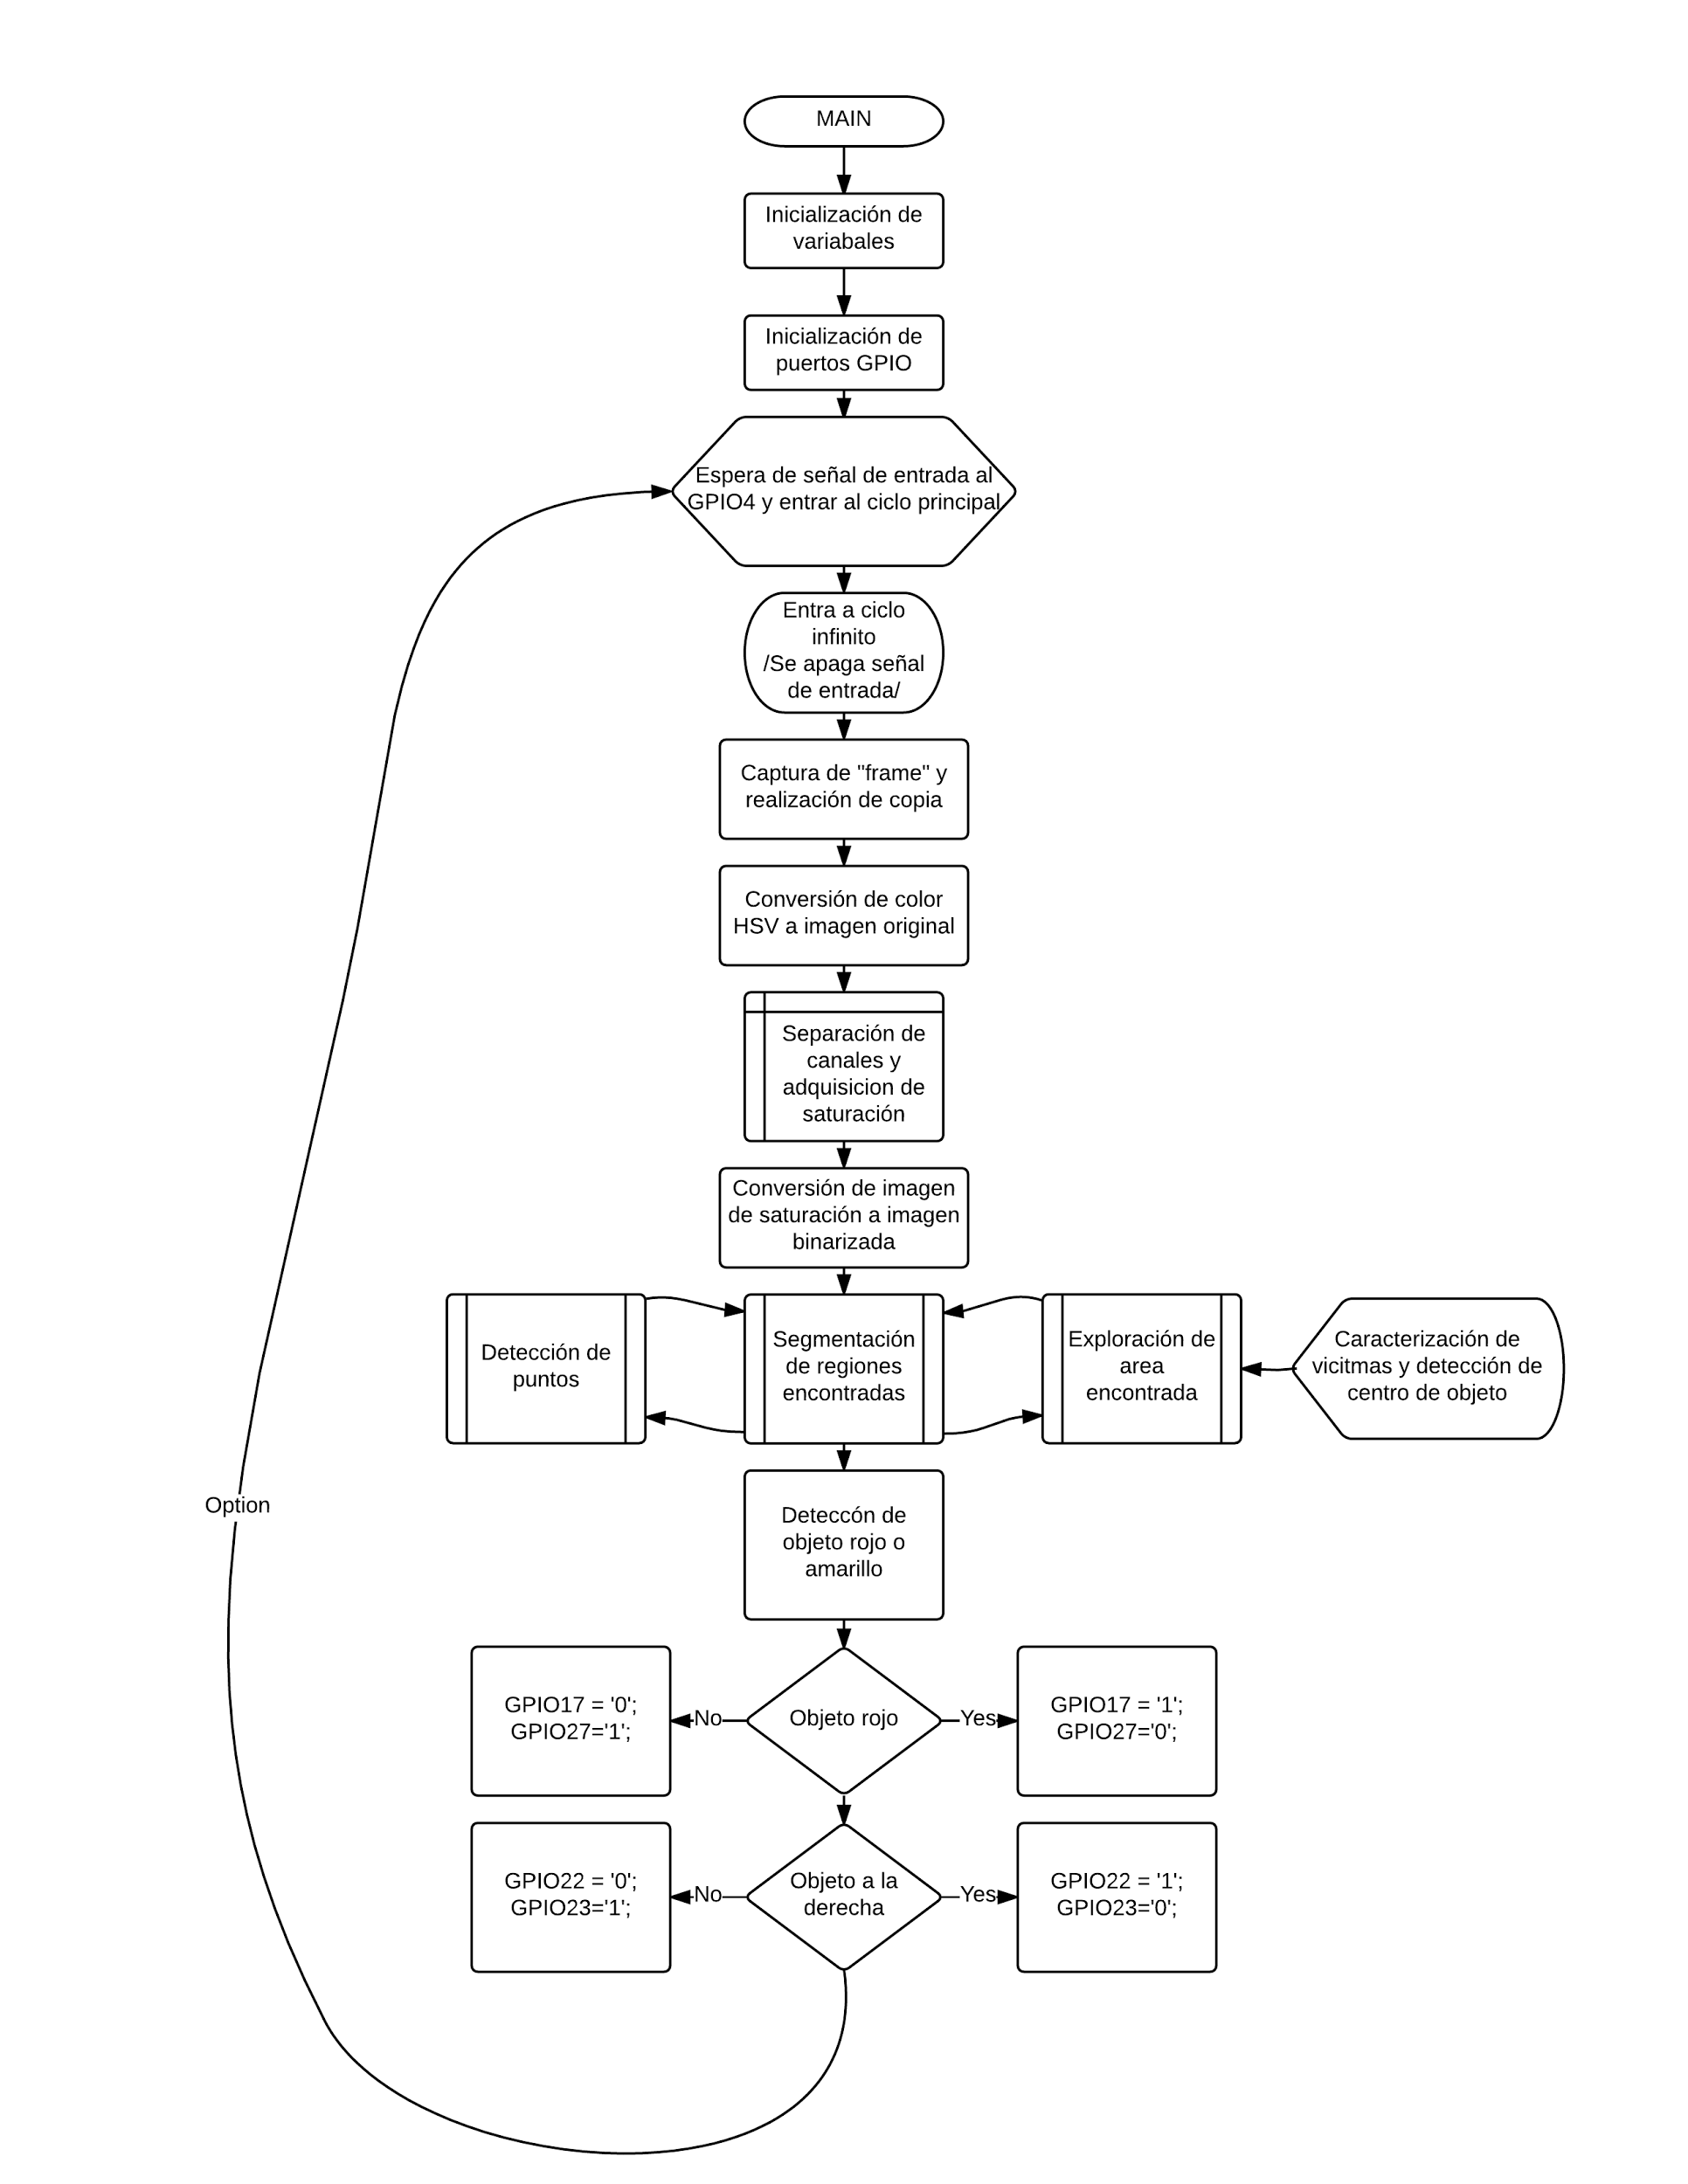 MAIN
Inicialización de
variabales
Inicialización de
puertos GPIO
Espera de señal de entrada al
GPIO4 y entrar al ciclo principal
Entra a ciclo
infinito
/Se apaga señal
de entrada/
Captura de "frame" y
realización de copia
Conversión de color
HSV a imagen original
Separación de
canales y
adquisicion de
saturación
Conversión de imagen
de saturación a imagen
binarizada
Detección de
puntos
Segmentación
de regiones
encontradas
Exploración de
area
encontrada
Caracterización de
vicitmas y detección de
centro de objeto
Option
Deteccón de
objeto rojo o
amarillo
GPIO17 = '0';
GPIO27='1';
No
Objeto rojo
Yes
GPIO17 = '1';
GPIO27='0';
GPIO22 = '0';
GPIO23='1';
No
Objeto a la
derecha
Yes
GPIO22 = '1';
GPIO23='0';